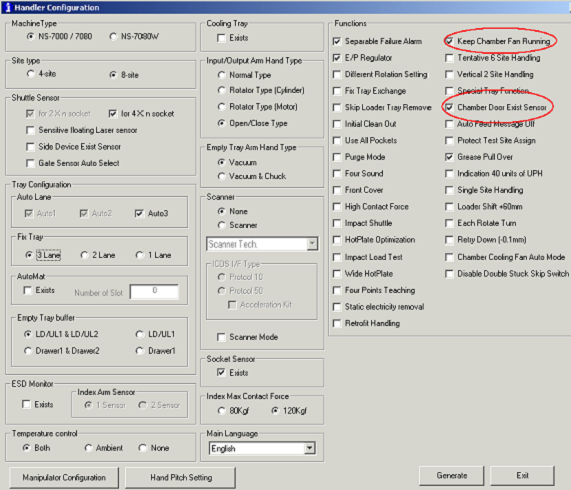 Handler Configuration
MachineType
NS-7000 / 7080 NS-7080W
Site type
4-site 8-site
Shuttle Sensor
for 2 X n socket for 4 X n socket
Sensitive floating Laser sensor
Side Device Exist Sensor
Gate Sensor Auto Select
Tray Configuration
Auto Lane
Auto1 Auto2 Auto3
Fix Tray
3 Lane 2 Lane 1 Lane
AutoMat
Exists Number of Slot 0
Empty Tray buffer
LD/UL1 & LD/UL2 LD/UL1
Drawer1 & Drawer2 Drawer1
ESD Monitor
Exists
Index Arm Sensor
1 Sensor 2 Sensor
Temperature control
Both Ambient None
Cooling Tray
Exists
Input/Output Arm Hand Type
Normal Type
Rotator Type (Cylinder)
Rotator Type (Motor)
Open/Close Type
Empty Tray Arm Hand Type
Vacuum
Vacuum & Chuck
Scanner
None
Scanner
Scanner Tech.
ICOS I/F Type
Protcol 10
Protcol 50
Acceleration Kit
Scanner Mode
Socket Sensor
Exists
Index Max Contact Force
80Kgf 120Kgf
Main Language
English
Functions
Separable Failure Alarm
E/P Regulator
Different Rotation Setting
Fix Tray Exchange
Skip Loader Tray Remove
Initial Clean Out
Use All Pockets
Purge Mode
Four Sound
Front Cover
High Contact Force
Impact Shuttle
HotPlate Optimization
Impact Load Test
Wide HotPlate
Four Points Teaching
Static electricity removal
Retrofit Handling
Keep Chamber Fan Running
Tentative 6 Site Handling
Vertical 2 Site Handling
Special Tray Function
Chamber Door Exist Sensor
Auto Feed Message Off
Protect Test Site Assign
Grease Pull Over
Indication 40 units of UPH
Single Site Handling
Loader Shift +60mm
Each Rotate Turn
Retry Down (-0.1mm)
Chamber Cooling Fan Auto Mode
Disable Double Stuck Skip Switch
Manipulator Configuration Hand Pitch Setting Generate Exit